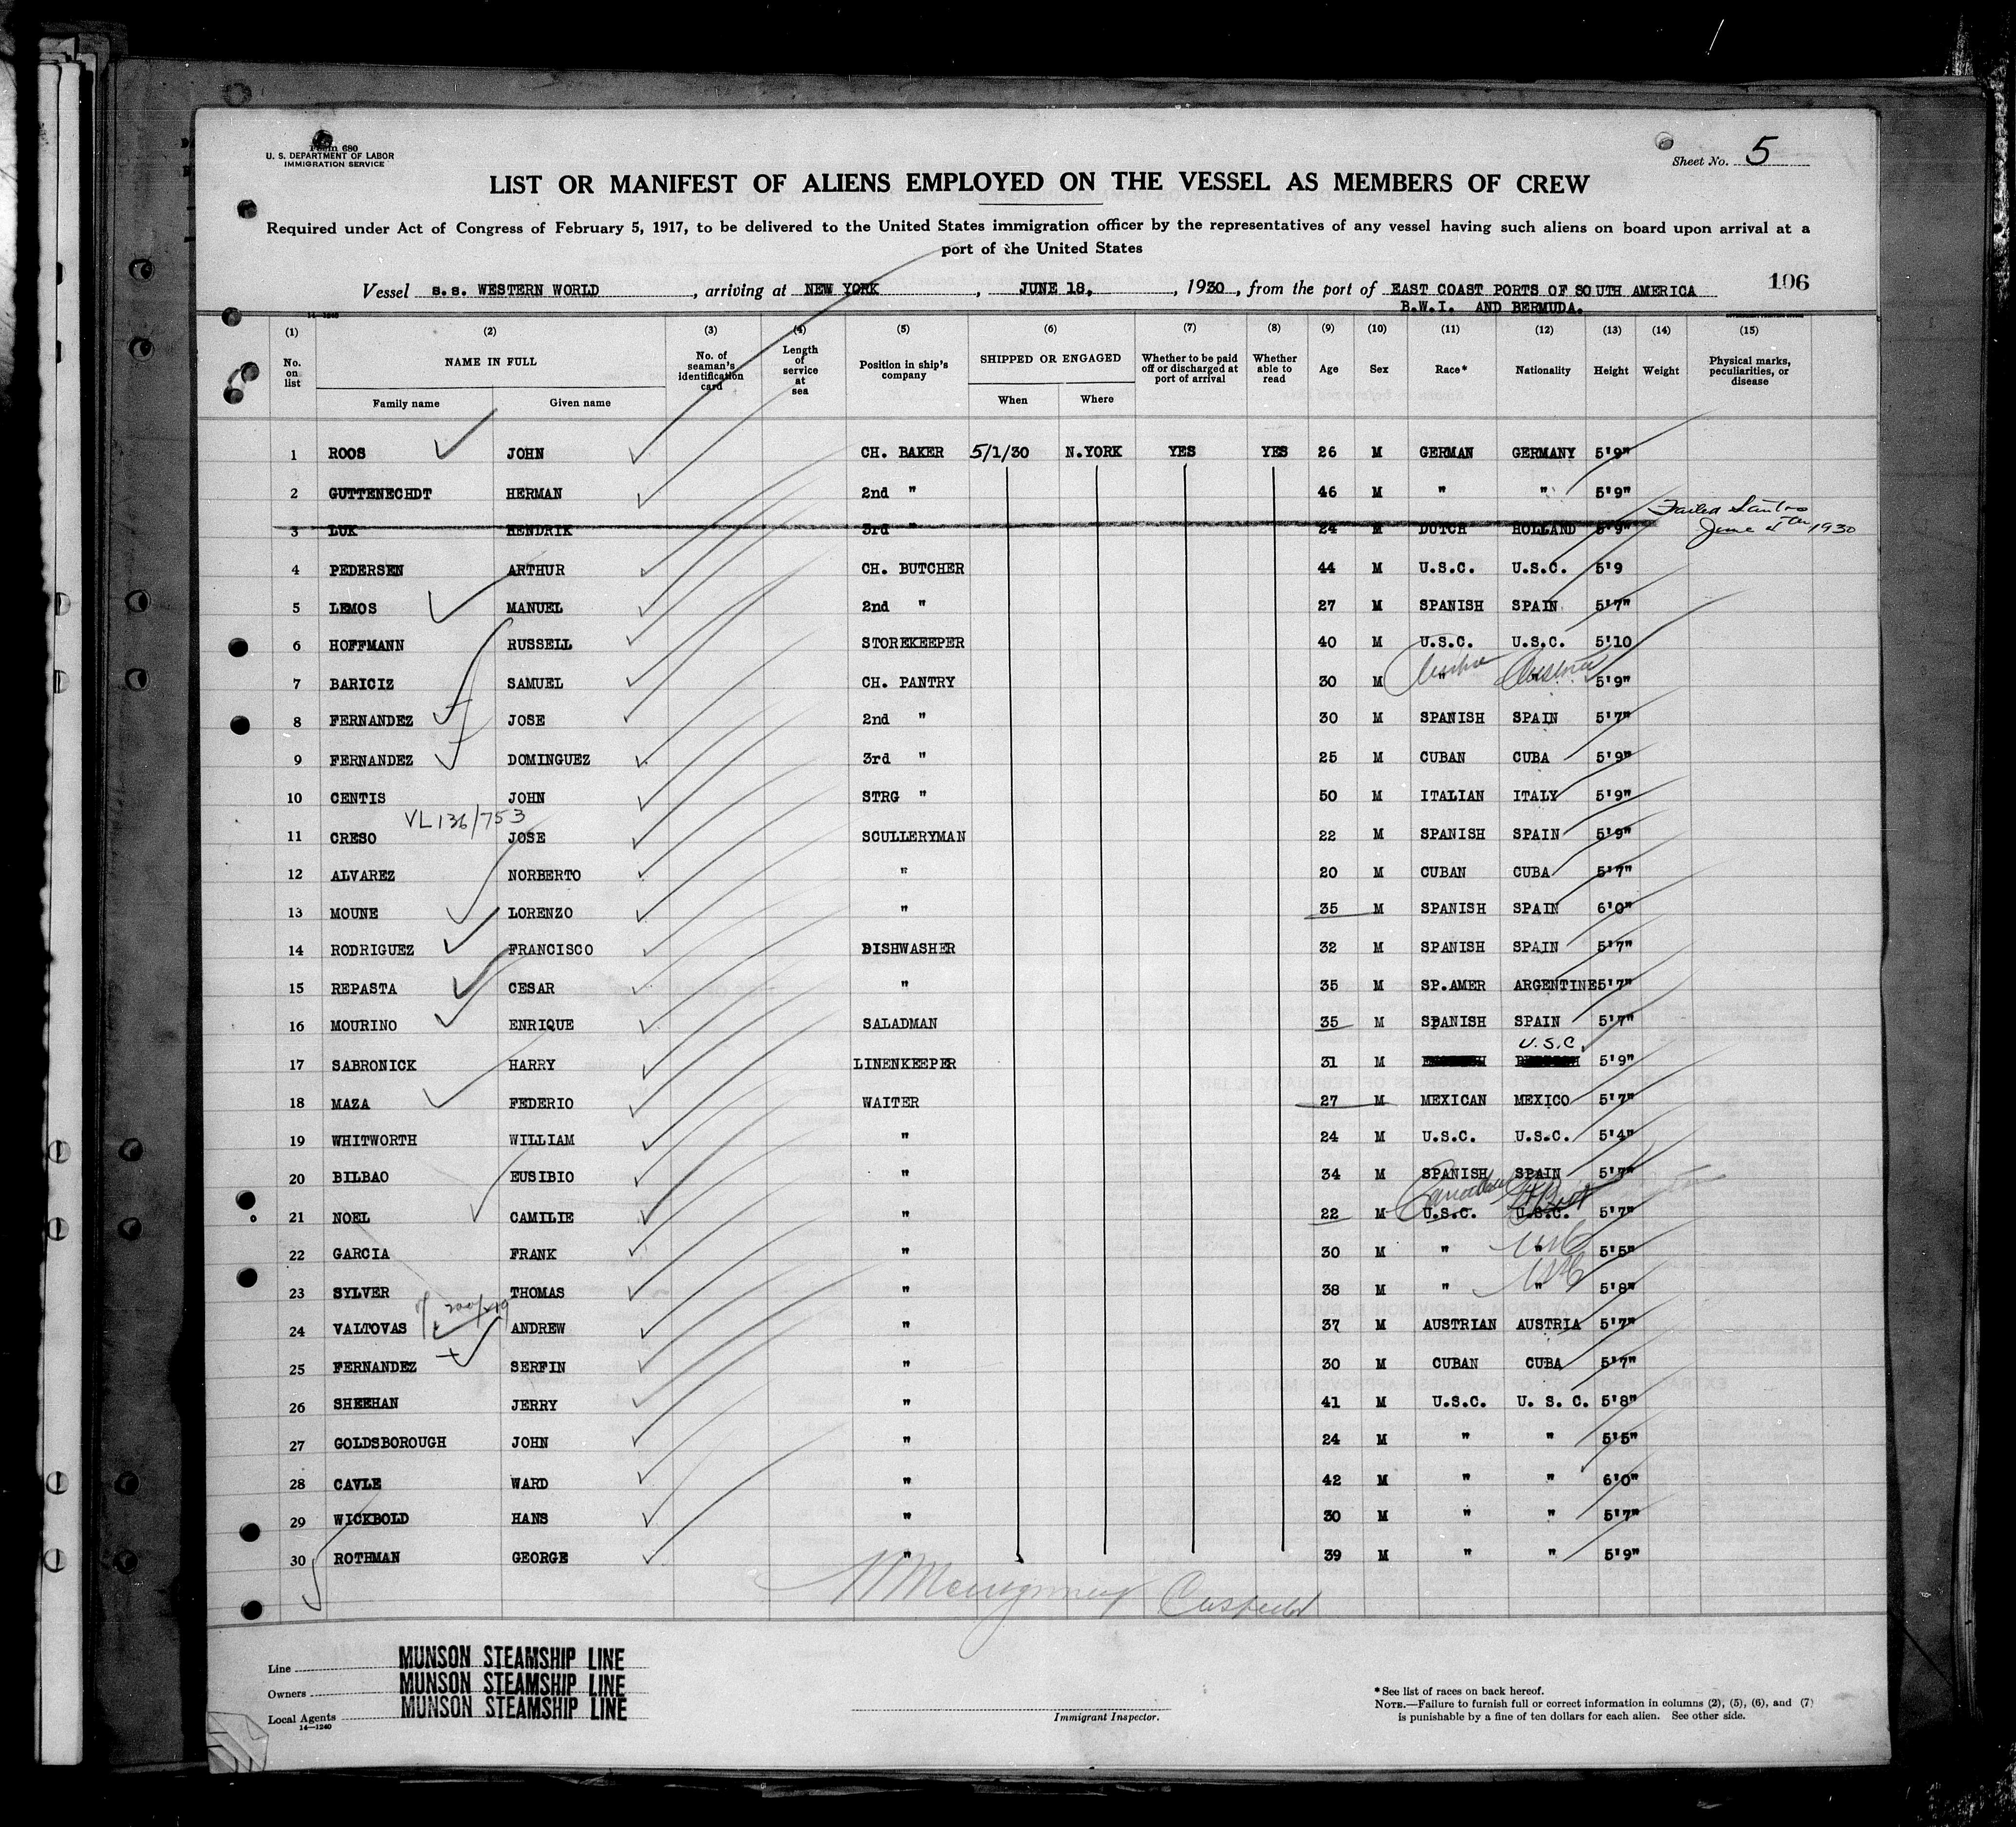 Form 680
U. S. DEPARTMENT OF LABOR
IMMIGRATION SERVICE
Sheet No. 5
LIST OR MANIFEST OF ALIENS EMPLOYED ON THE VESSEL AS MEMBERS OF CREW
Required under Act of Congress of February 5, 1917, to be delivered to the United States immigration officer by the representatives of any vessel having such aliens on board upon arrival at a
port of the United States
Vessel s.s. WESTERN WORLD, arriving at NEW YORK, JUNE 18, 1930, from the port of EAST COAST PORTS OF SOUTH AMERICA
B.W.I. AND BERMUDA.
106
14-1240
(1) (2) (3) (4) (5) (6) (7) (8) (9) (10) (11) (12) (13) (14) (15)
No. on list NAME IN FULL No. of seaman's identification card Length of service at sea Position in ship's company SHIPPED OR ENGAGED Whether to be paid off or discharged at port of arrival Whether able to read Age Sex Race* Nationality Height Weight Physical marks, peculiarities, or disease
Family name Given name When Where
1 ROOS JOHN CH. BAKER 5/1/30 N.YORK YES YES 26 M GERMAN GERMANY 5'9"
2 GUTTENECHDT HERMAN 2nd " 46 M " " 5'9"
3 LUK HENDRIK 3rd " 24 M DUTCH HOLLAND 5'9" Failed Santos
June 4th 1930
4 PEDERSEN ARTHUR CH. BUTCHER 44 M U.S.C. U.S.C. 5'9
5 LEMOS MANUEL 2nd " 27 M SPANISH SPAIN 5'7"
6 HOFFMANN RUSSELL STOREKEEPER 40 M U.S.C. U.S.C. 5'10
7 BARICIZ SAMUEL CH. PANTRY 30 M " " 5'9"
8 FERNANDEZ JOSE 2nd " 30 M SPANISH SPAIN 5'7"
9 FERNANDEZ DOMINGUEZ 3rd " 25 M CUBAN CUBA 5'9"
10 CENTIS JOHN STRG " 50 M ITALIAN ITALY 5'9"
VL136/753
11 CRESO JOSE SCULLERYMAN 22 M SPANISH SPAIN 5'9"
12 ALVAREZ NORBERTO " 20 M CUBAN CUBA 5'7"
13 MOUNE LORENZO " 35 M SPANISH SPAIN 6'0"
14 RODRIGUEZ FRANCISCO DISHWASHER 32 M SPANISH SPAIN 5'7"
15 REPASTA CESAR " 35 M SP.AMER ARGENTINE 5'7"
16 MOURINO ENRIQUE SALADMAN 35 M SPANISH SPAIN 5'7"
U.S.C.
17 SABRONICK HARRY LINENKEEPER 31 M 5'9"
18 MAZA FEDERIO WAITER 27 M MEXICAN MEXICO 5'7"
19 WHITWORTH WILLIAM " 24 M U.S.C. U.S.C. 5'4"
20 BILBAO EUSIBIO " 34 M SPANISH SPAIN 5'7"
Canadian
21 NOEL CAMILIE " 22 M U.S.C. U.S.C. 5'7"
22 GARCIA FRANK " 30 M " " USC 5'5"
23 SYLVER THOMAS " 38 M " " USC 5'8"
24 VALTOVAS ANDREW " 37 M AUSTRIAN AUSTRIA 5'7"
25 FERNANDEZ SERFIN " 30 M CUBAN CUBA 5'7"
26 SHEEHAN JERRY " 41 M U.S.C. U. S. C. 5'8"
27 GOLDSBOROUGH JOHN " 24 M " " 5'5"
28 CAVLE WARD " 42 M " " 6'0"
29 WICKBOLD HANS " 30 M " " 5'7"
30 ROTHMAN GEORGE " 39 M " " 5'9"
Inspector
Line MUNSON STEAMSHIP LINE
Owners MUNSON STEAMSHIP LINE
Local Agents MUNSON STEAMSHIP LINE
14-1240
Immigrant Inspector.
*See list of races on back hereof.
NOTE.—Failure to furnish full or correct information in columns (2), (5), (6), and (7)
is punishable by a fine of ten dollars for each alien. See other side.